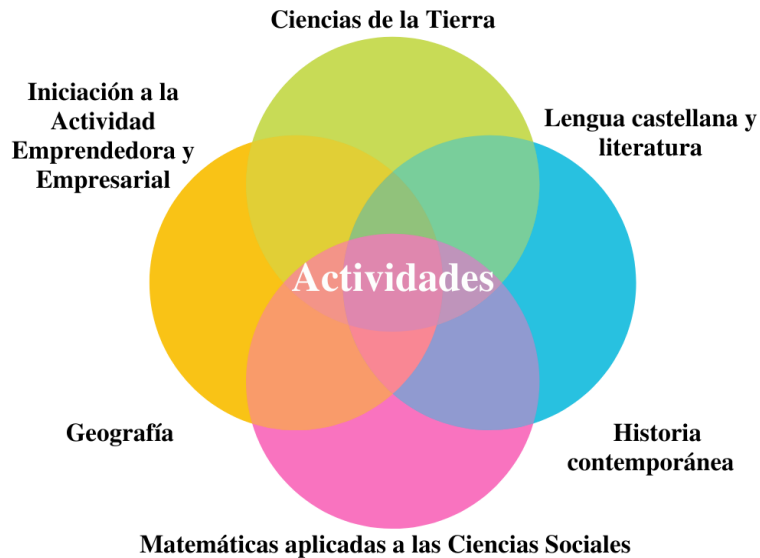 Ciencias de la Tierra
Iniciación a la
Actividad
Emprendedora y
Empresarial
Lengua castellana y
literatura
Actividades
Geografía
Historia
contemporánea
Matemáticas aplicadas a las Ciencias Sociales